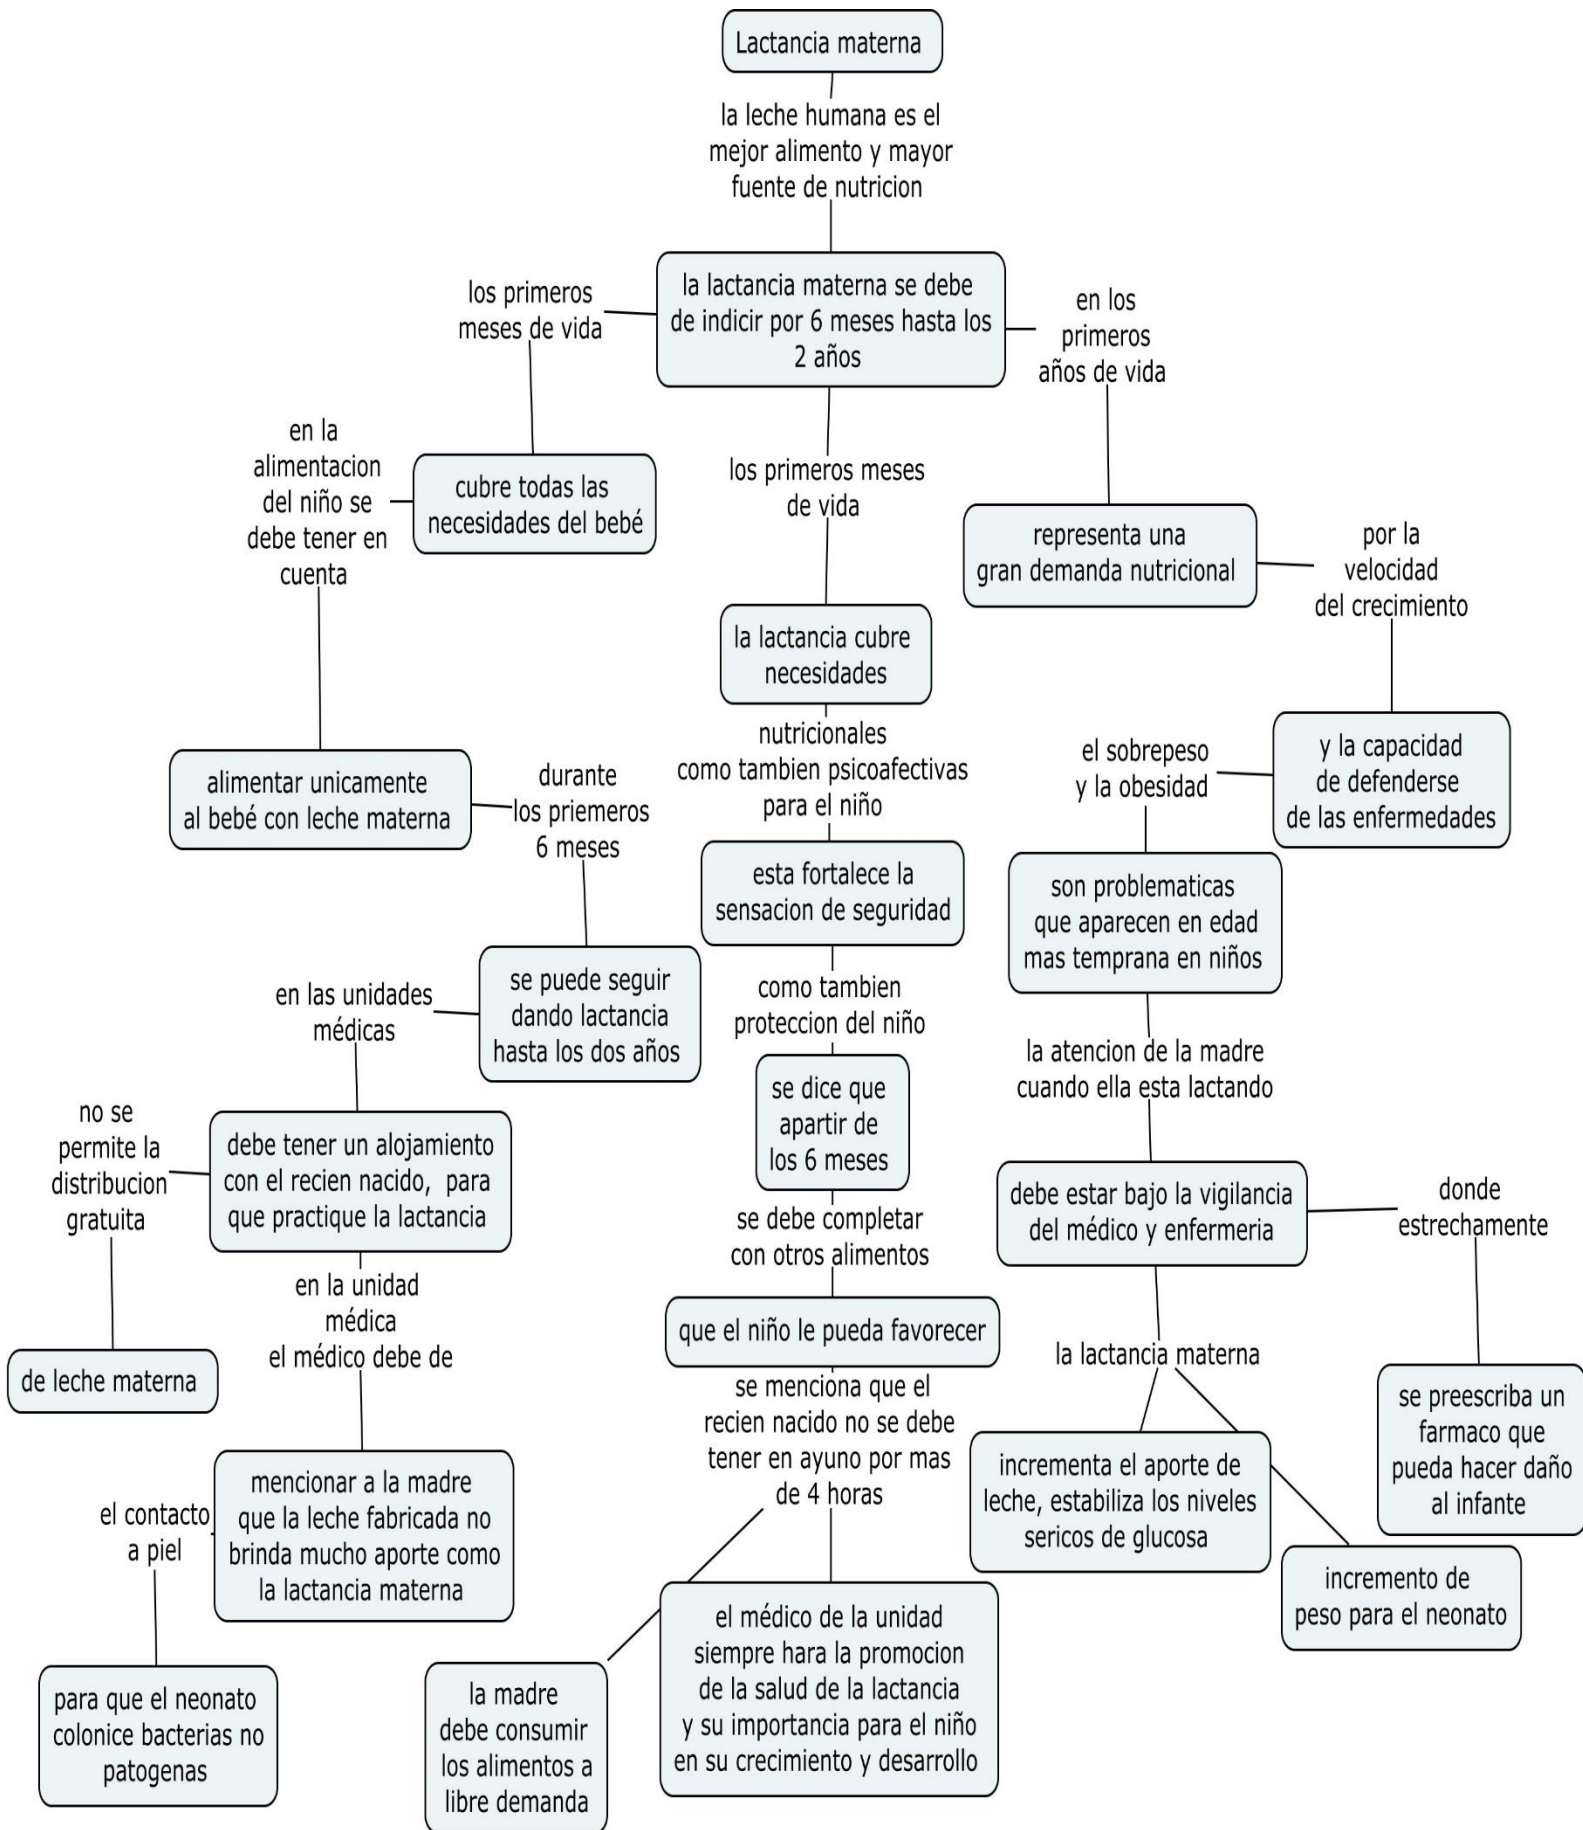 Lactancia materna
la leche humana es el
mejor alimento y mayor
fuente de nutricion
la lactancia materna se debe
de indicir por 6 meses hasta los
2 años
los primeros
meses de vida
cubre todas las
necesidades del bebé
en la
alimentacion
del niño se
debe tener en
cuenta
alimentar unicamente
al bebé con leche materna
durante
los priemeros
6 meses
se puede seguir
dando lactancia
hasta los dos años
en las unidades
médicas
debe tener un alojamiento
con el recien nacido, para
que practique la lactancia
no se
permite la
distribucion
gratuita
de leche materna
en la unidad
médica
el médico debe de
mencionar a la madre
que la leche fabricada no
brinda mucho aporte como
la lactancia materna
el contacto
a piel
para que el neonato
colonice bacterias no
patogenas
los primeros meses
de vida
la lactancia cubre
necesidades
nutricionales
como tambien psicoafectivas
para el niño
esta fortalece la
sensacion de seguridad
como tambien
proteccion del niño
se dice que
apartir de
los 6 meses
se debe completar
con otros alimentos
que el niño le pueda favorecer
se menciona que el
recien nacido no se debe
tener en ayuno por mas
de 4 horas
la madre
debe consumir
los alimentos a
libre demanda
el médico de la unidad
siempre hara la promocion
de la salud de la lactancia
y su importancia para el niño
en su crecimiento y desarrollo
en los
primeros
años de vida
representa una
gran demanda nutricional
por la
velocidad
del crecimiento
y la capacidad
de defenderse
de las enfermedades
el sobrepeso
y la obesidad
son problematicas
que aparecen en edad
mas temprana en niños
la atencion de la madre
cuando ella esta lactando
debe estar bajo la vigilancia
del médico y enfermeria
donde
estrechamente
se preescriba un
farmaco que
pueda hacer daño
al infante
la lactancia materna
incrementa el aporte de
leche, estabiliza los niveles
sericos de glucosa
incremento de
peso para el neonato